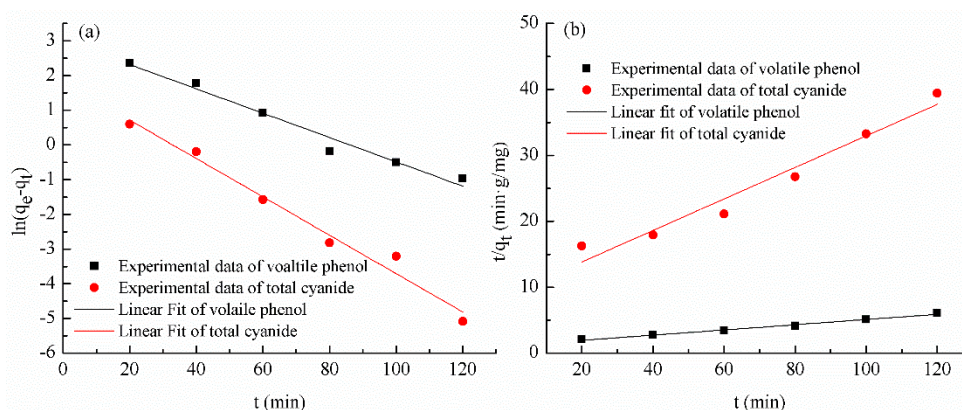 (a)
3
2
1
0
-1
-2
-3
-4
-5
-6
ln(qe-qt)
Experimental data of voaltile phenol
Experimental data of total cyanide
Linear Fit of volaile phenol
Linear Fit of total cyanide
0 20 40 60 80 100 120
t (min)
(b)
50
40
30
20
10
0
t/qt (min·g/mg)
Experimental data of volatile phenol
Experimental data of total cyanide
Linear fit of volatile phenol
Linear fit of total cyanide
20 40 60 80 100 120
t (min)